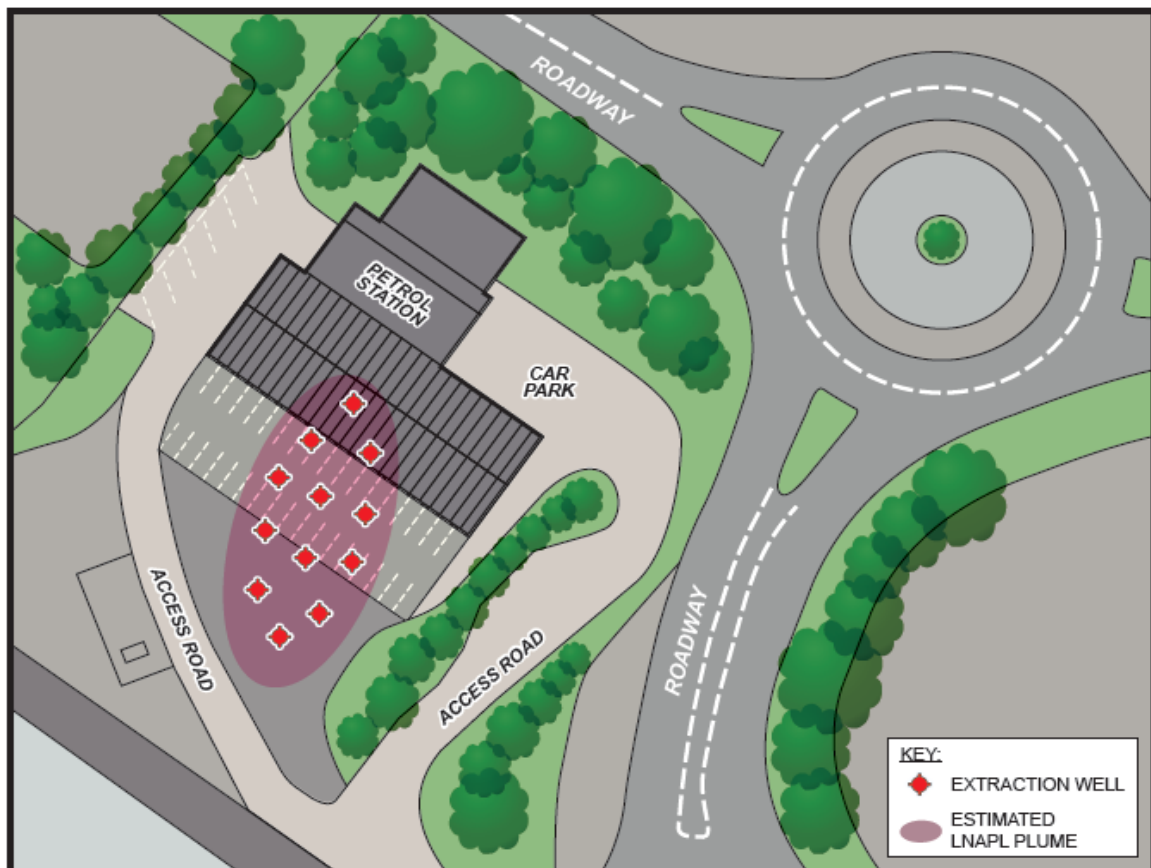 ROADWAY
PETROL
STATION
CAR
PARK
ACCESS ROAD
ACCESS ROAD
ROADWAY
KEY:
EXTRACTION WELL
ESTIMATED
LNAPL PLUME